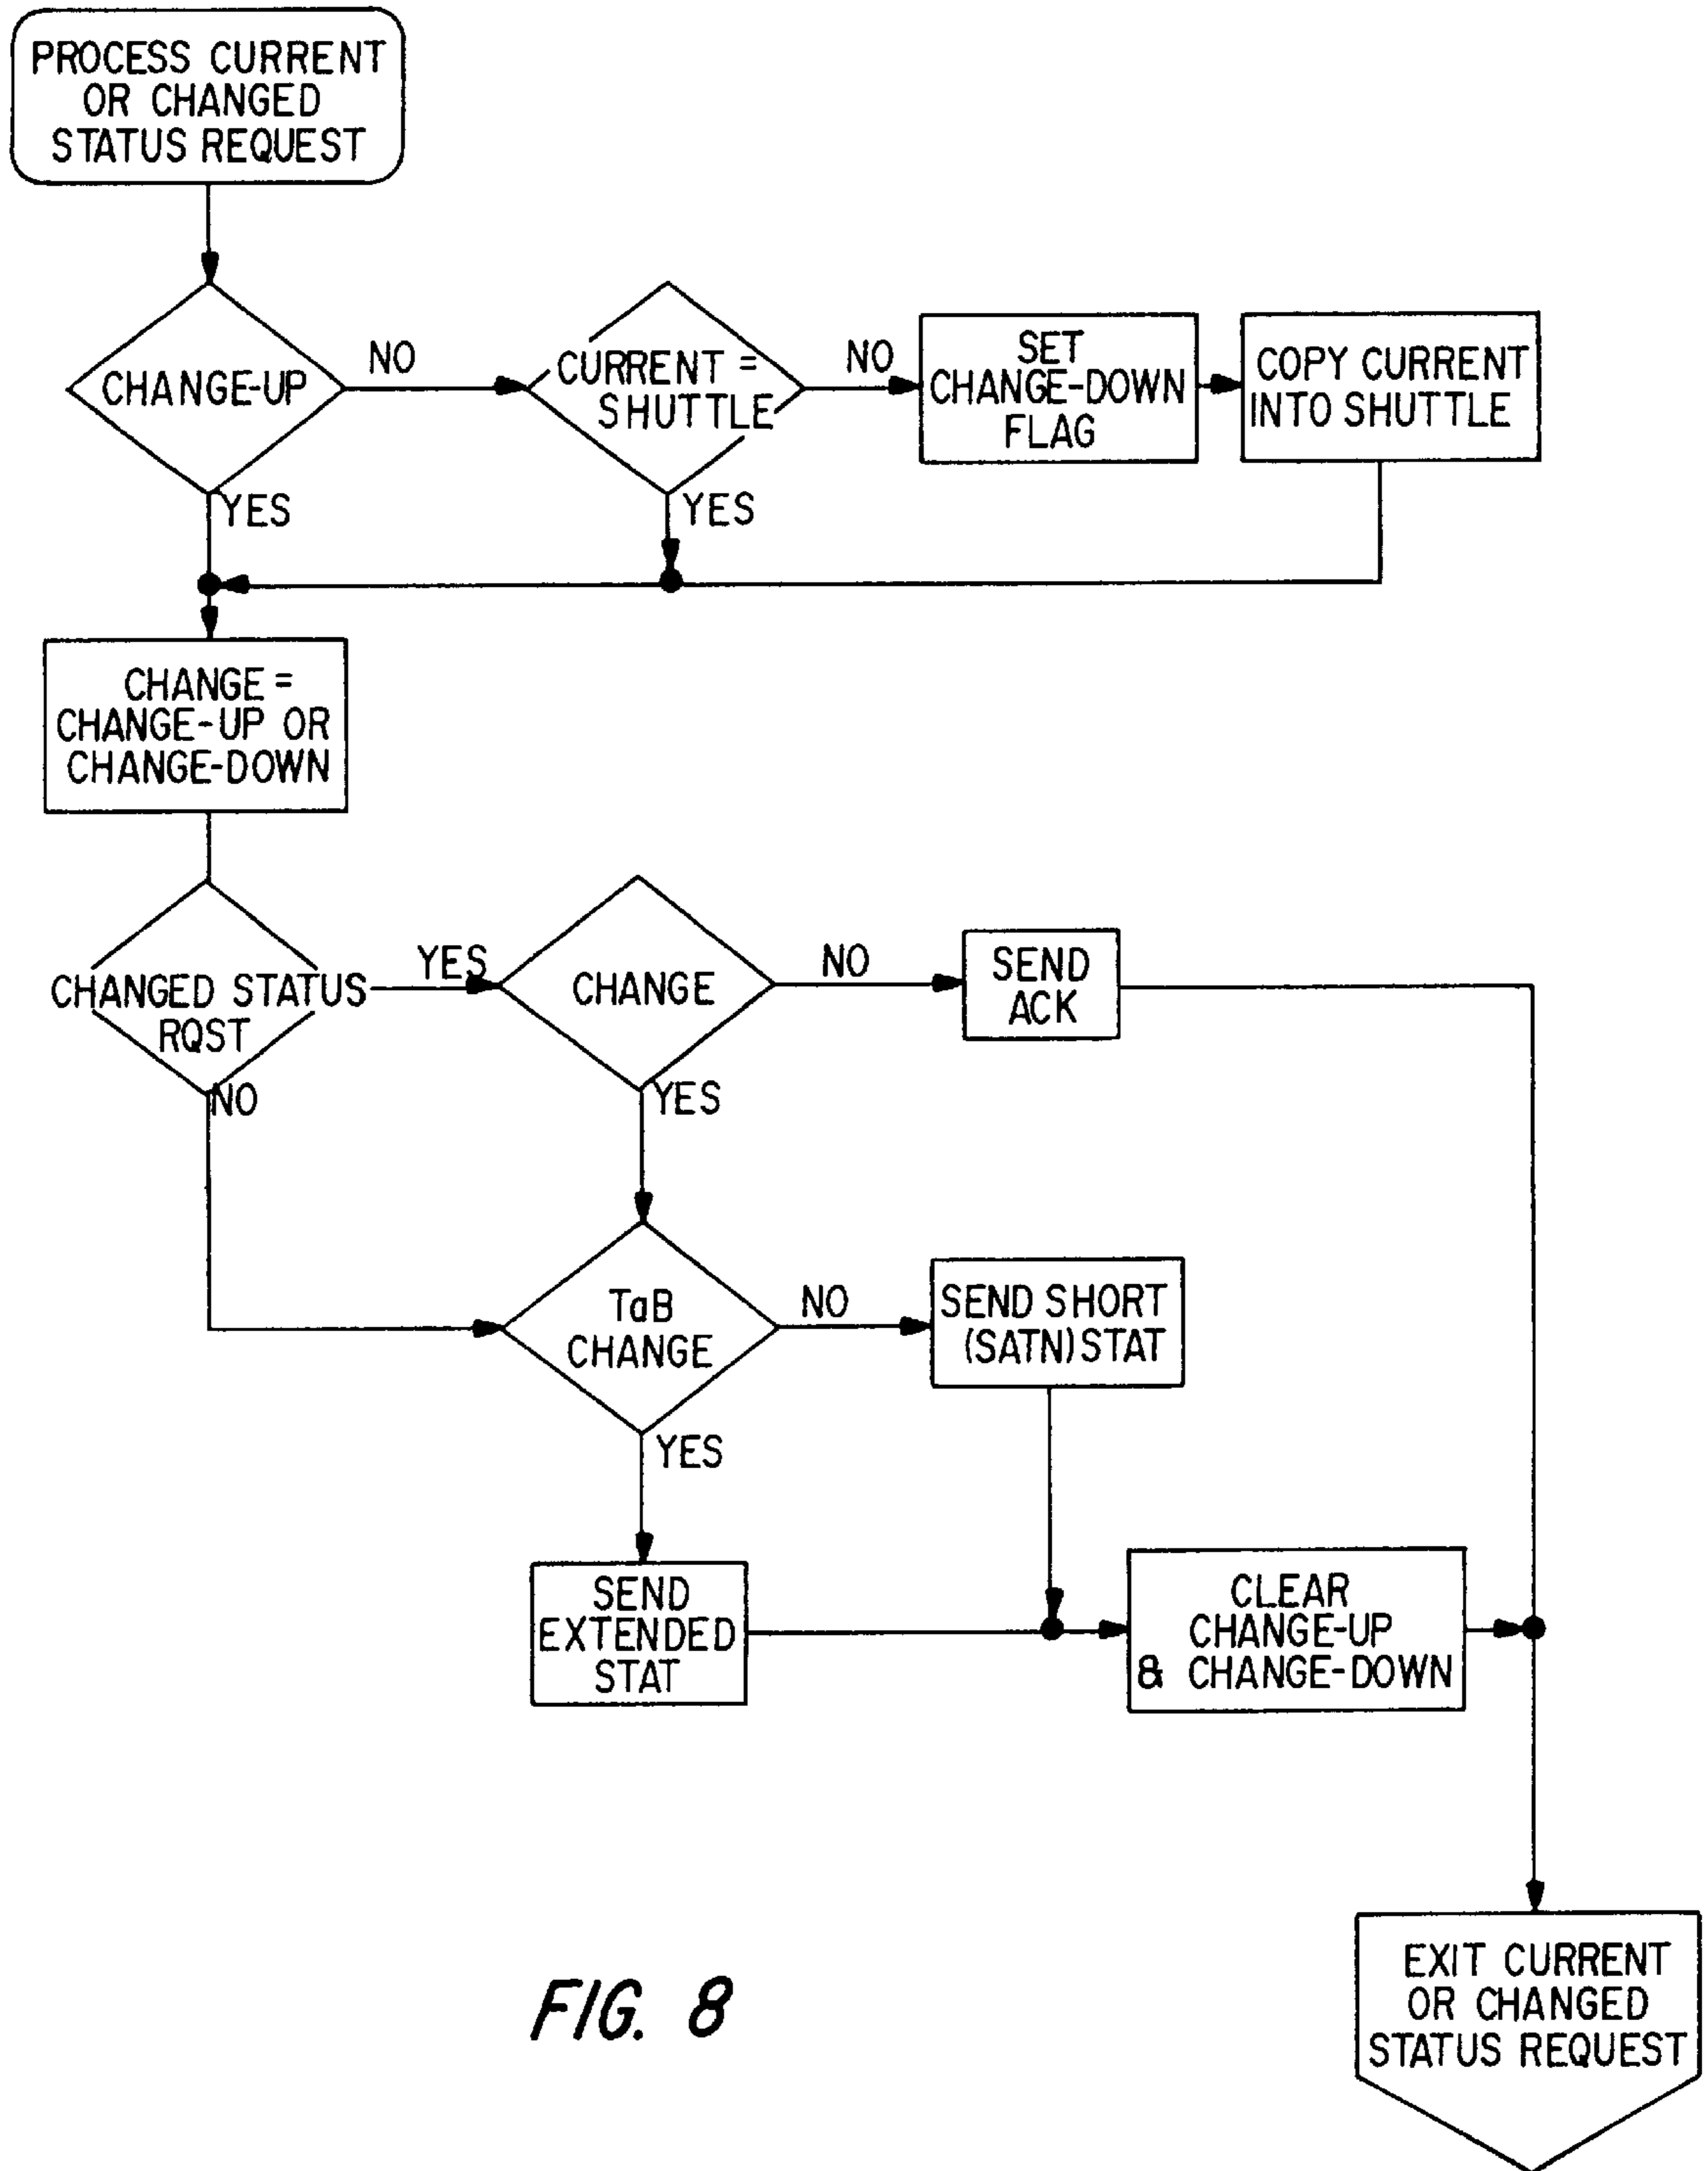 PROCESS CURRENT
OR CHANGED
STATUS REQUEST
CHANGE-UP
NO
YES
CURRENT =
SHUTTLE
NO
YES
SET
CHANGE-DOWN
FLAG
COPY CURRENT
INTO SHUTTLE
CHANGE =
CHANGE-UP OR
CHANGE-DOWN
CHANGED STATUS
RQST
YES
NO
CHANGE
NO
YES
SEND
ACK
TaB
CHANGE
NO
YES
SEND SHORT
(SATN) STAT
SEND
EXTENDED
STAT
CLEAR
CHANGE-UP
& CHANGE-DOWN
EXIT CURRENT
OR CHANGED
STATUS REQUEST
FIG. 8